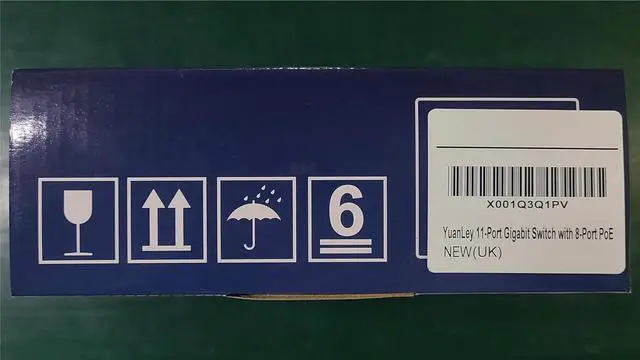 6
X001Q3Q1PV
YuanLey 11-Port Gigabit Switch with 8-Port PoE
NEW(UK)